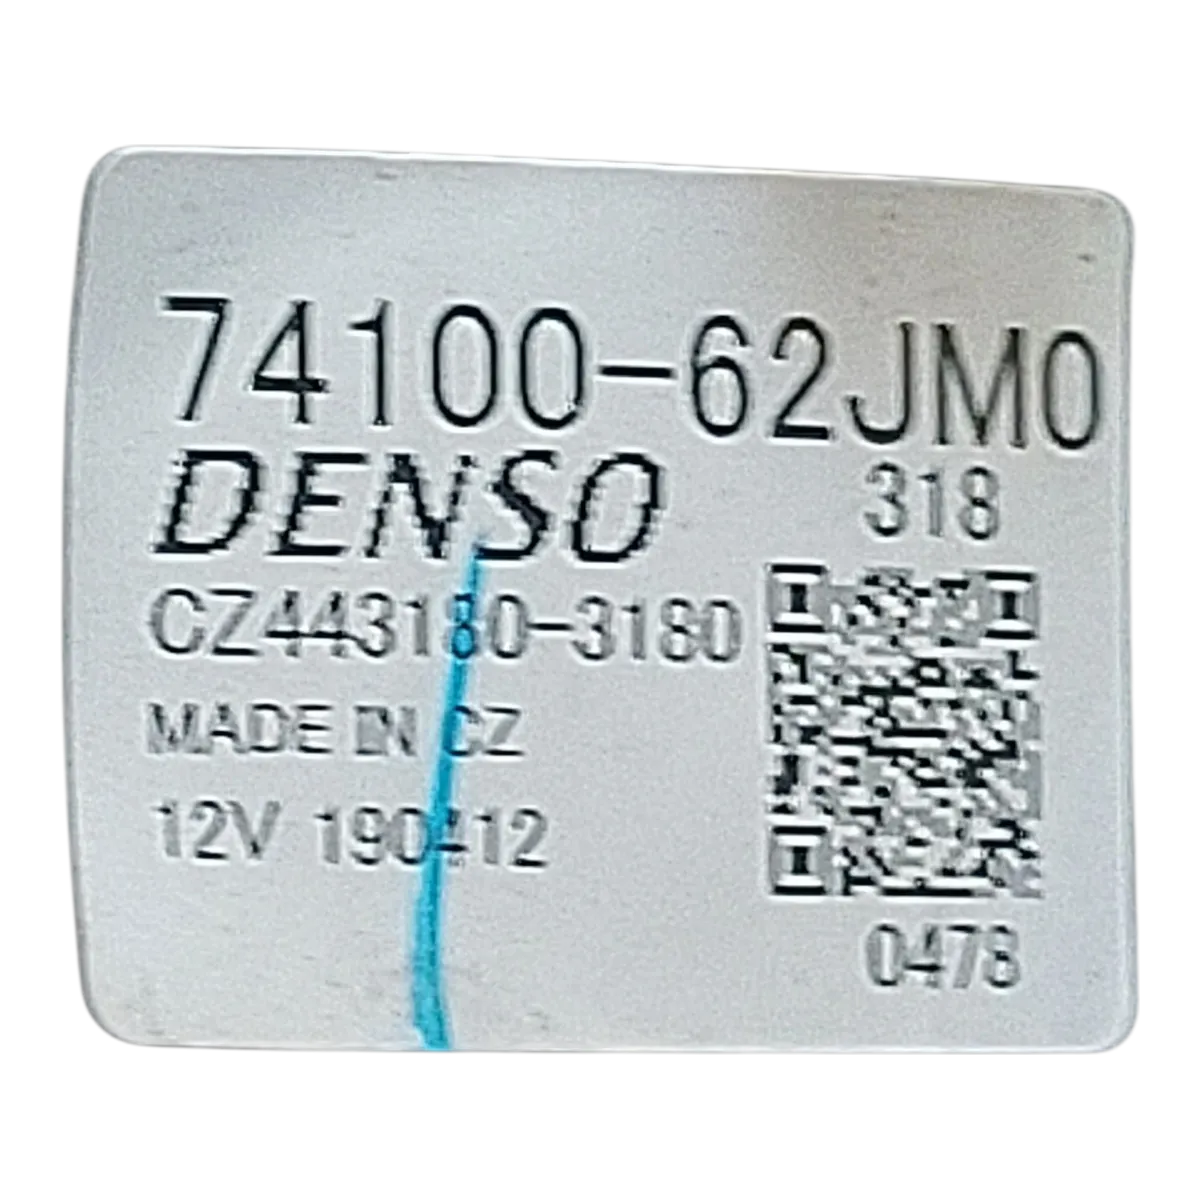 74100-62JM0
DENSO
318
CZ443180-3180
MADE IN CZ
12V 190412
0478